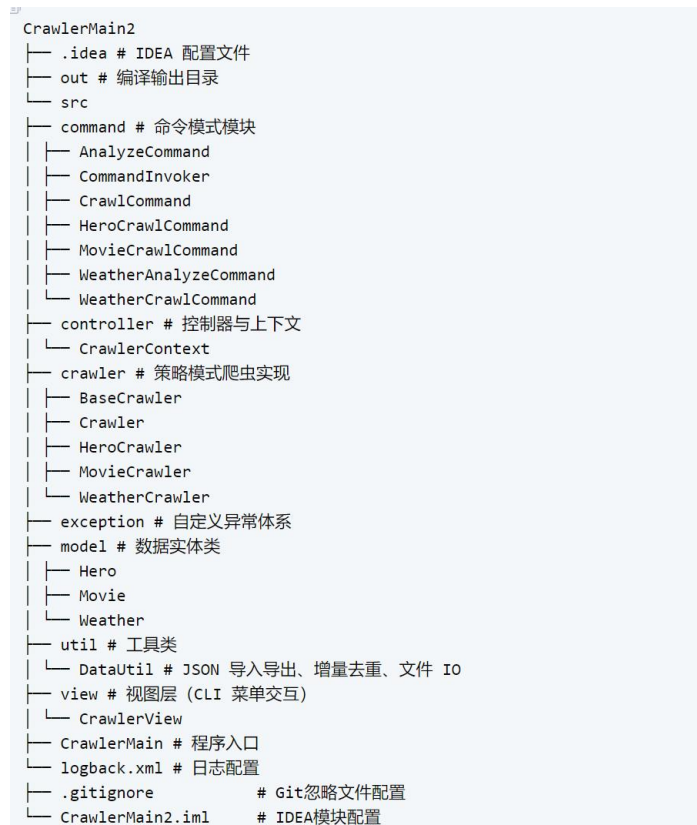 CrawlerMain2
├── .idea # IDEA 配置文件
├── out # 编译输出目录
└── src
├── command # 命令模式模块
│ ├── AnalyzeCommand
│ ├── CommandInvoker
│ ├── CrawlCommand
│ ├── HeroCrawlCommand
│ ├── MovieCrawlCommand
│ ├── WeatherAnalyzeCommand
│ └── WeatherCrawlCommand
├── controller # 控制器与上下文
│ └── CrawlerContext
├── crawler # 策略模式爬虫实现
│ ├── BaseCrawler
│ ├── Crawler
│ ├── HeroCrawler
│ ├── MovieCrawler
│ └── WeatherCrawler
├── exception # 自定义异常体系
├── model # 数据实体类
│ ├── Hero
│ ├── Movie
│ └── Weather
├── util # 工具类
│ └── DataUtil # JSON 导入导出、增量去重、文件 IO
├── view # 视图层（CLI 菜单交互）
│ └── CrawlerView
├── CrawlerMain # 程序入口
└── logback.xml # 日志配置
├── .gitignore # Git忽略文件配置
└── CrawlerMain2.iml # IDEA模块配置